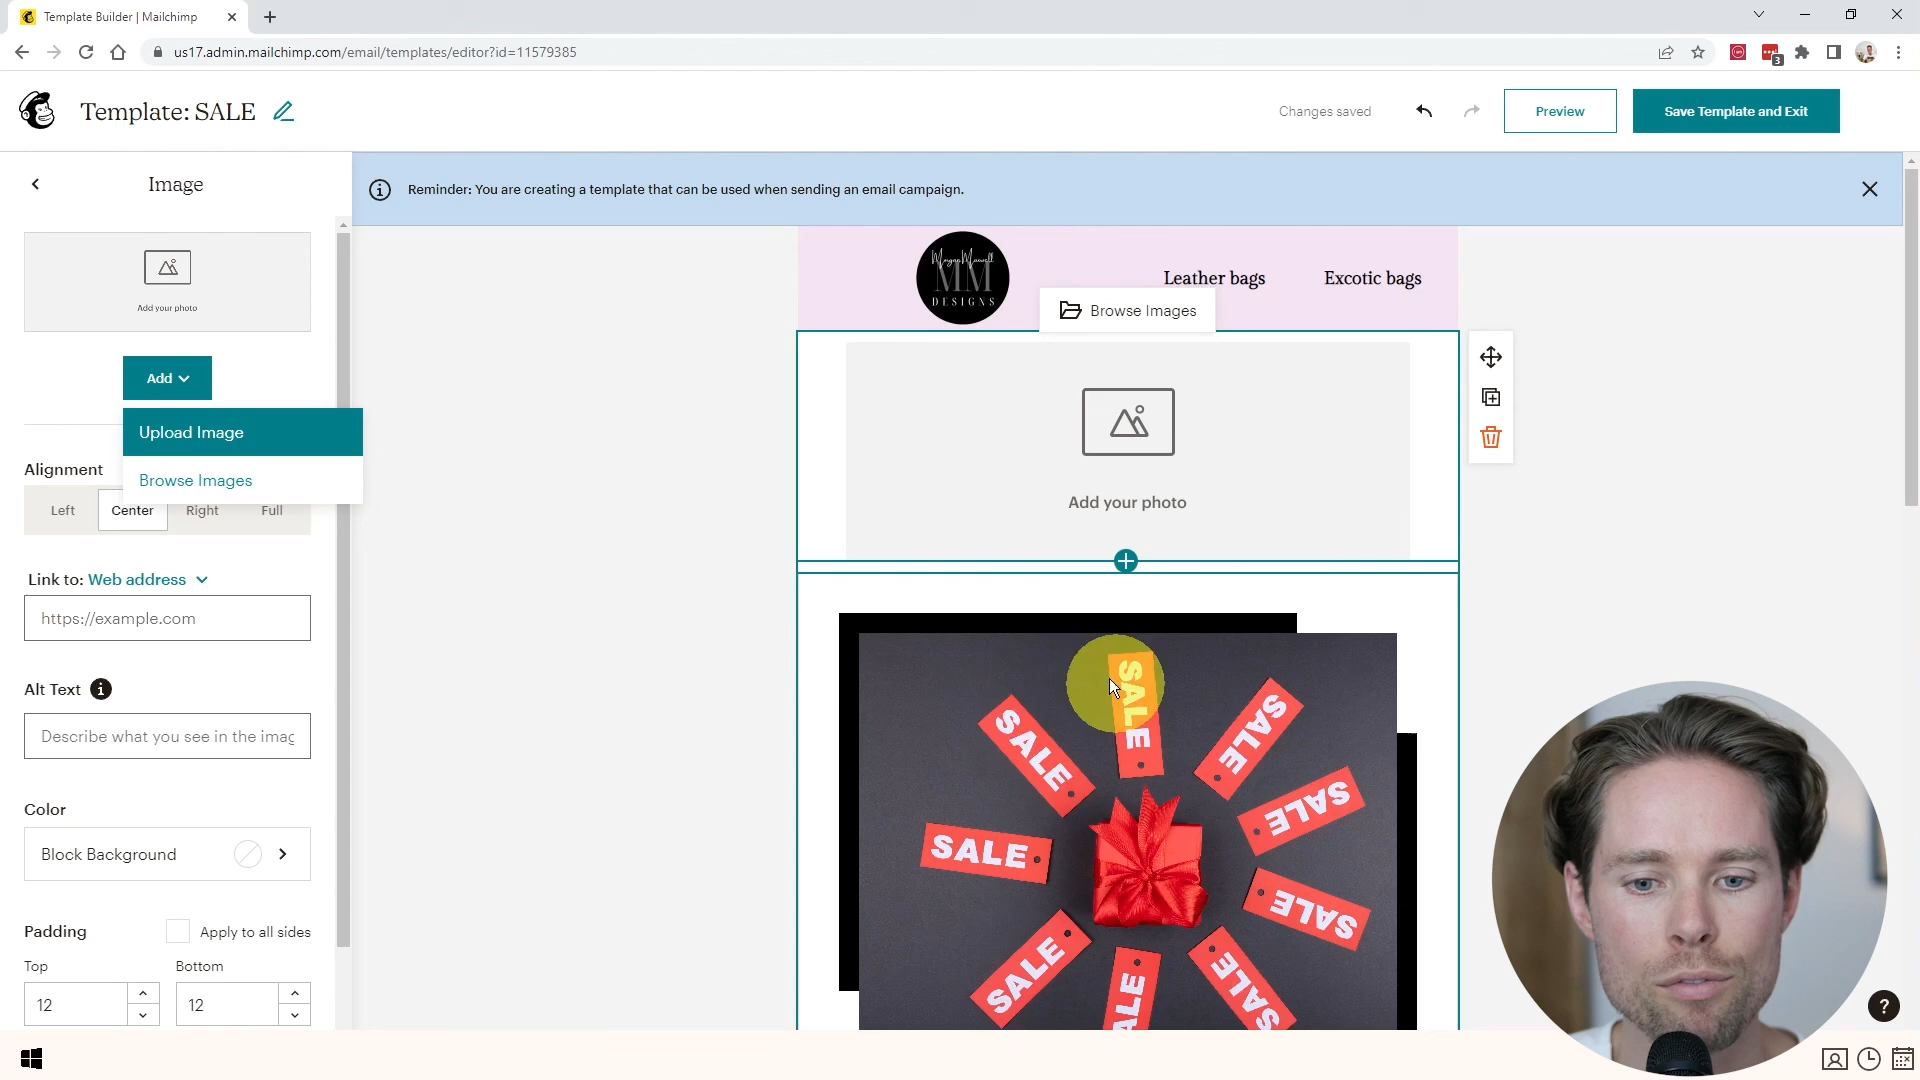 Template Builder | Mailchimp
us17.admin.mailchimp.com/email/templates/editor?id=11579385
3
Template: SALE
Changes saved
Preview
Save Template and Exit
Image
Reminder: You are creating a template that can be used when sending an email campaign.
Add your photo
Add
Upload Image
Browse Images
Alignment
Left
Center
Right
Full
Link to: Web address
https://example.com
Alt Text
Describe what you see in the imag
Color
Block Background
Padding
Apply to all sides
Top
Bottom
12
12
MM
DESIGNS
Leather bags
Excotic bags
Browse Images
Add your photo
SALE
SALE
SALE
SALE
SALE
SALE
SALE
SALE
SALE
?